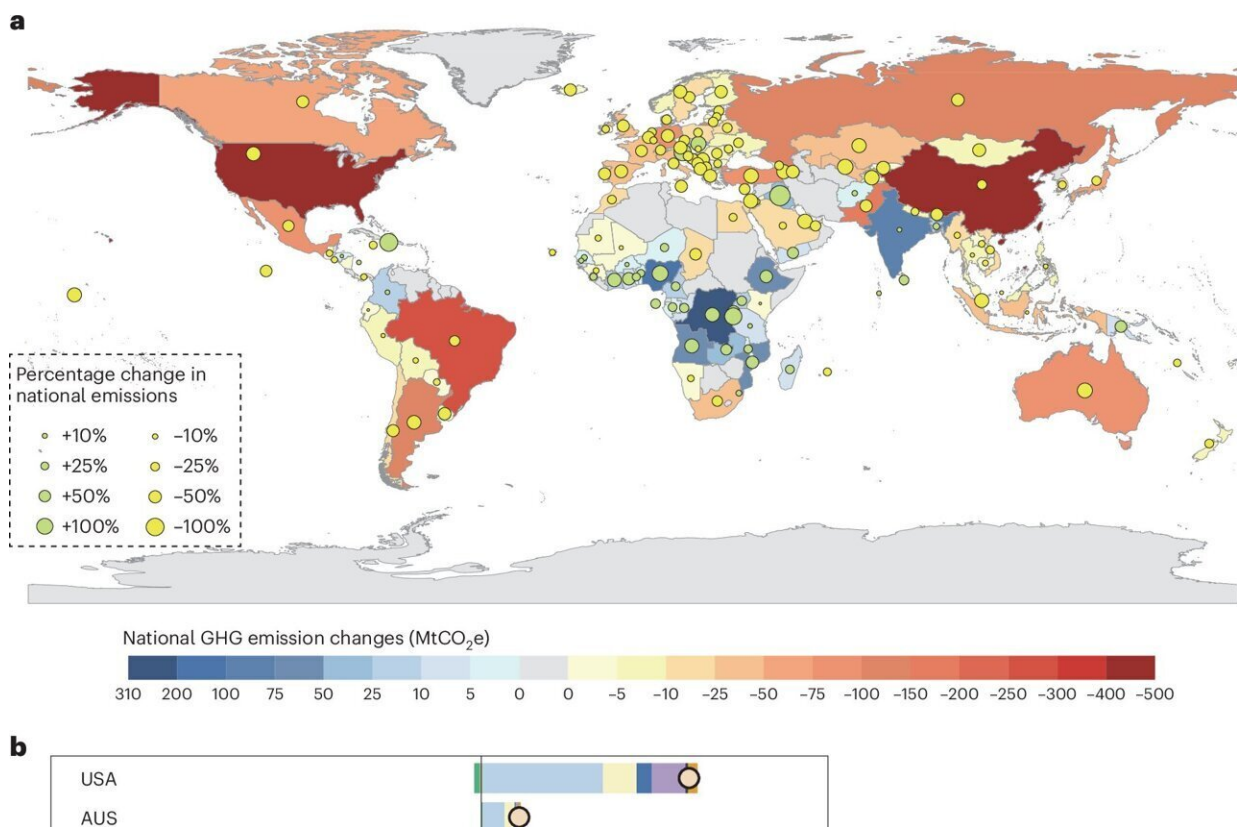 a
Percentage change in
national emissions
+10% −10%
+25% −25%
+50% −50%
+100% −100%
National GHG emission changes (MtCO₂e)
310 200 100 75 50 25 10 5 0 0 −5 −10 −25 −50 −75 −100 −150 −200 −300 −400 −500
b
USA
AUS